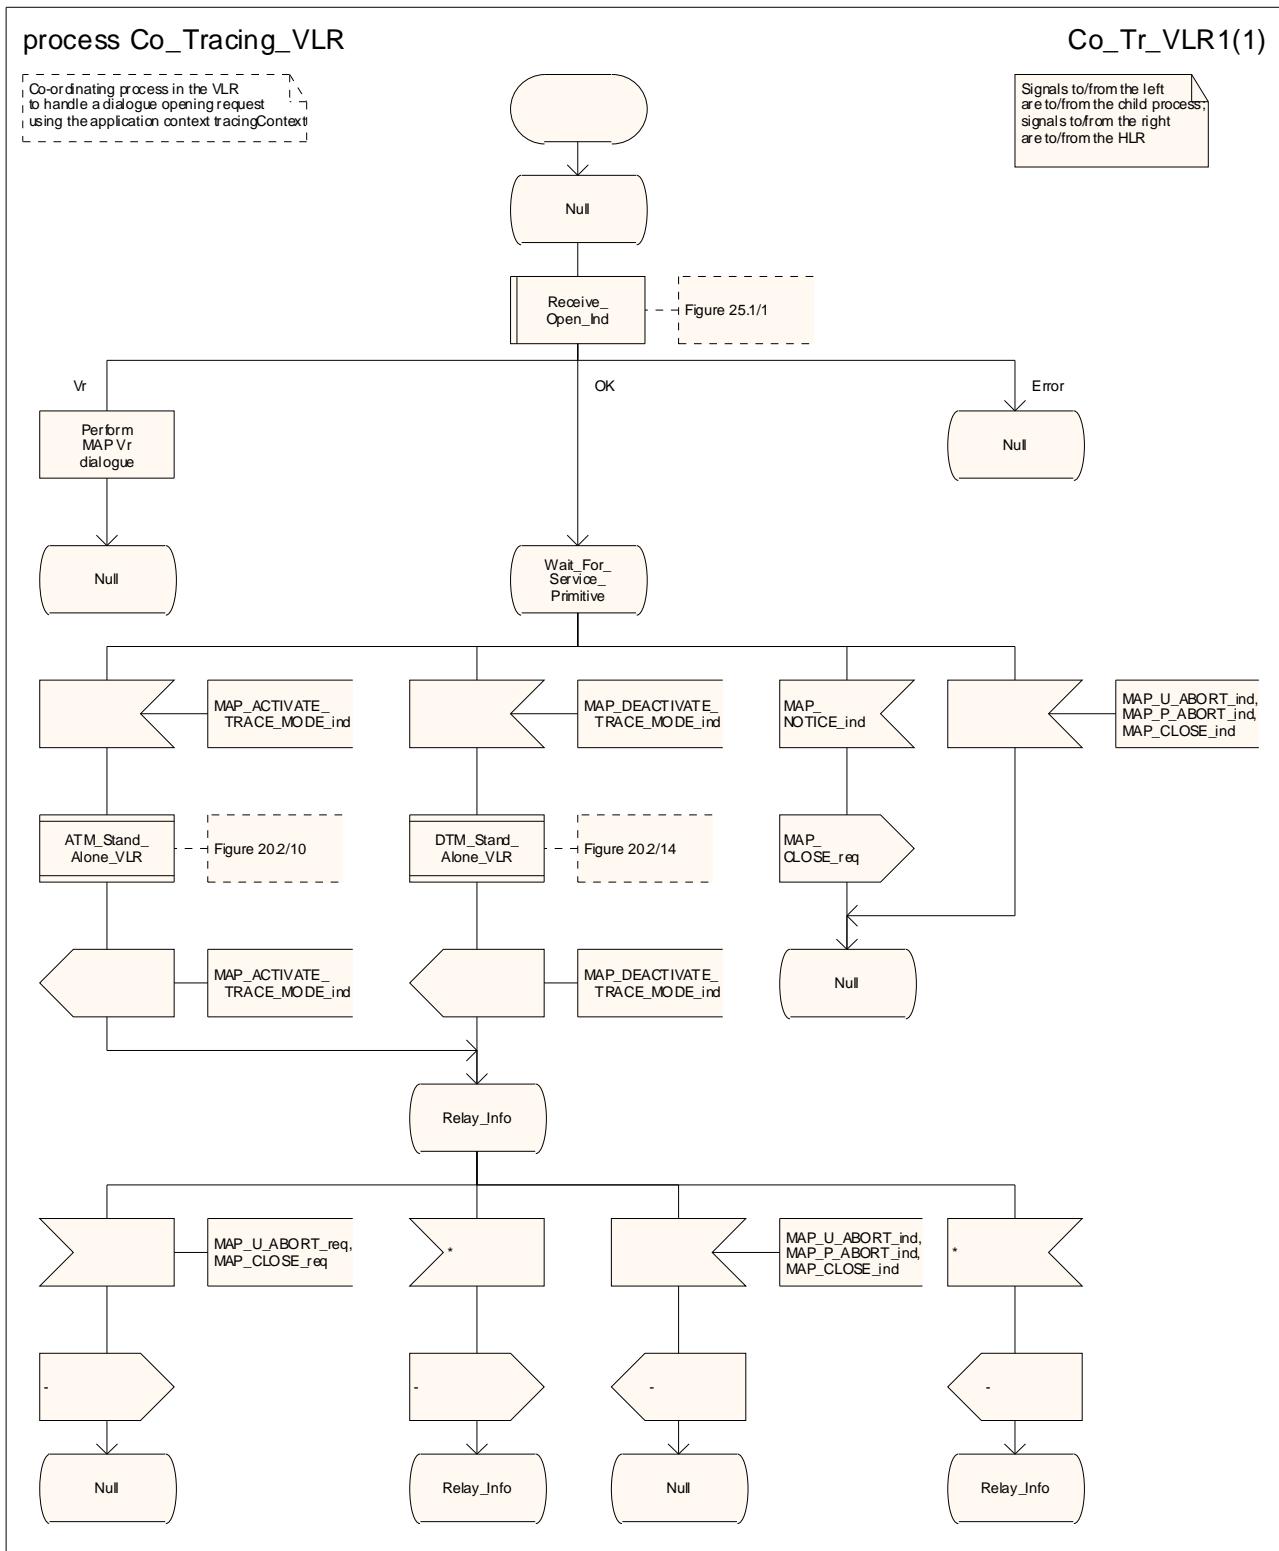 process Co_Tracing_VLR
Co_Tr_VLR1(1)
Co-ordinating process in the VLR
to handle a dialogue opening request
using the application context tracingContext
Signals to/from the left
are to/from the child process;
signals to/from the right
are to/from the HLR
Null
Receive_
Open_Ind
Figure 25.1/1
Vr
OK
Error
Perform
MAP Vr
dialogue
Null
Null
Wait_For_
Service_
Primitive
MAP_ACTIVATE_
TRACE_MODE_ind
MAP_DEACTIVATE_
TRACE_MODE_ind
MAP_
NOTICE_ind
MAP_U_ABORT_ind,
MAP_P_ABORT_ind,
MAP_CLOSE_ind
ATM_Stand_
Alone_VLR
Figure 20.2/10
DTM_Stand_
Alone_VLR
Figure 20.2/14
MAP_
CLOSE_req
MAP_ACTIVATE_
TRACE_MODE_ind
MAP_DEACTIVATE_
TRACE_MODE_ind
Null
Relay_Info
MAP_U_ABORT_req,
MAP_CLOSE_req
*
MAP_U_ABORT_ind,
MAP_P_ABORT_ind,
MAP_CLOSE_ind
*
-
-
-
-
Null
Relay_Info
Null
Relay_Info